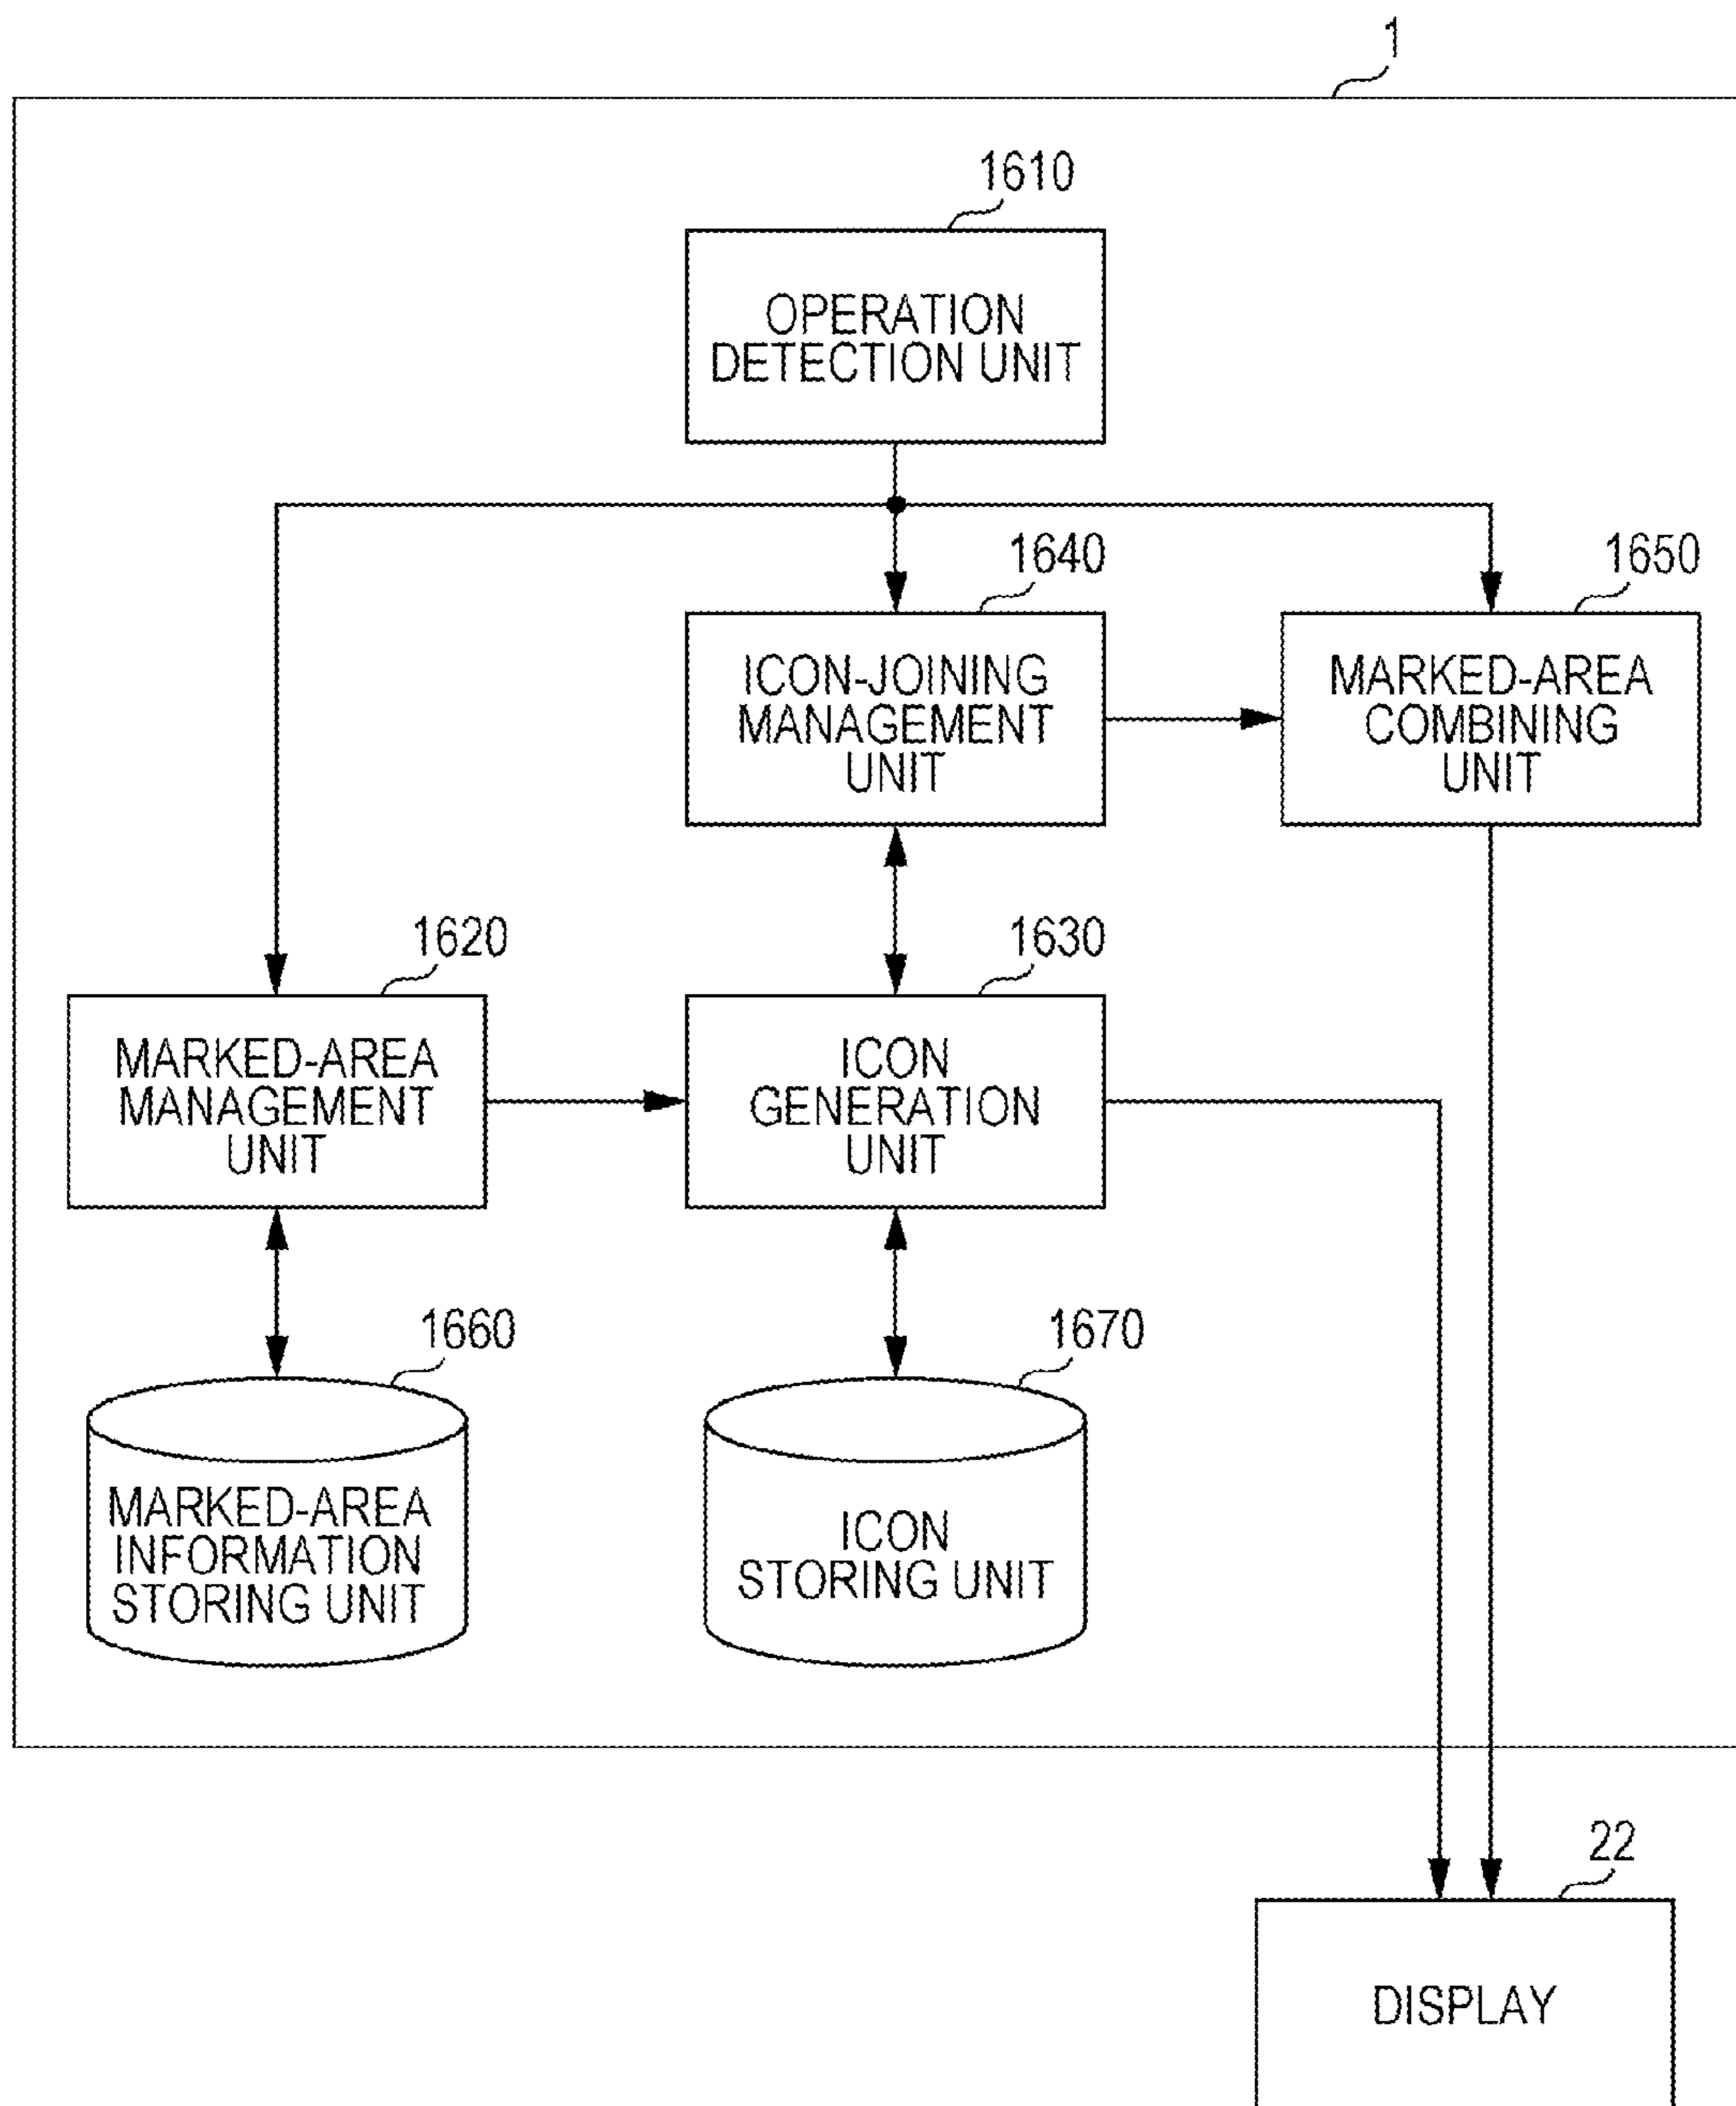 1
1610
OPERATION
DETECTION UNIT
1640
ICON-JOINING
MANAGEMENT
UNIT
1650
MARKED-AREA
COMBINING
UNIT
1620
MARKED-AREA
MANAGEMENT
UNIT
1630
ICON
GENERATION
UNIT
1660
MARKED-AREA
INFORMATION
STORING UNIT
1670
ICON
STORING UNIT
22
DISPLAY